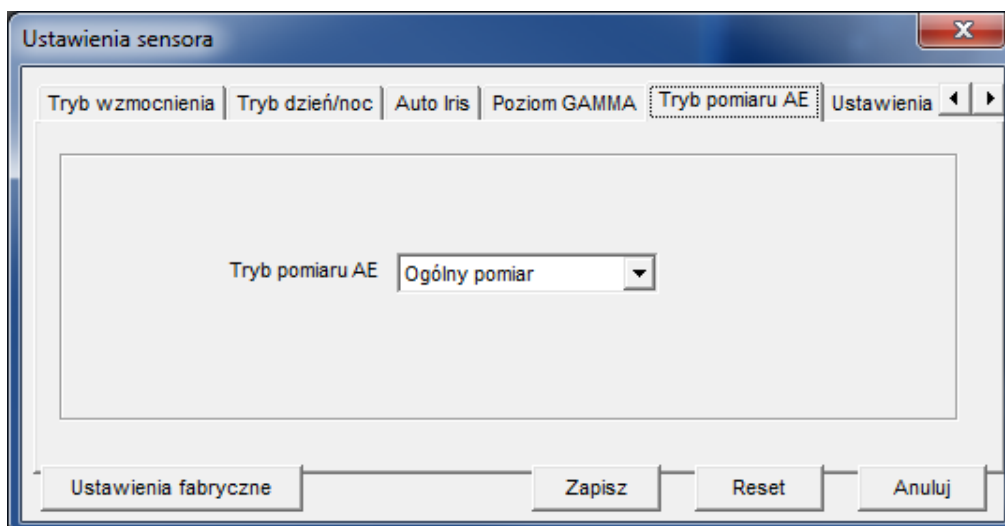 Ustawienia sensora
Tryb wzmocnienia Tryb dzień/noc Auto Iris Poziom GAMMA Tryb pomiaru AE Ustawienia
Tryb pomiaru AE Ogólny pomiar
Ustawienia fabryczne Zapisz Reset Anuluj